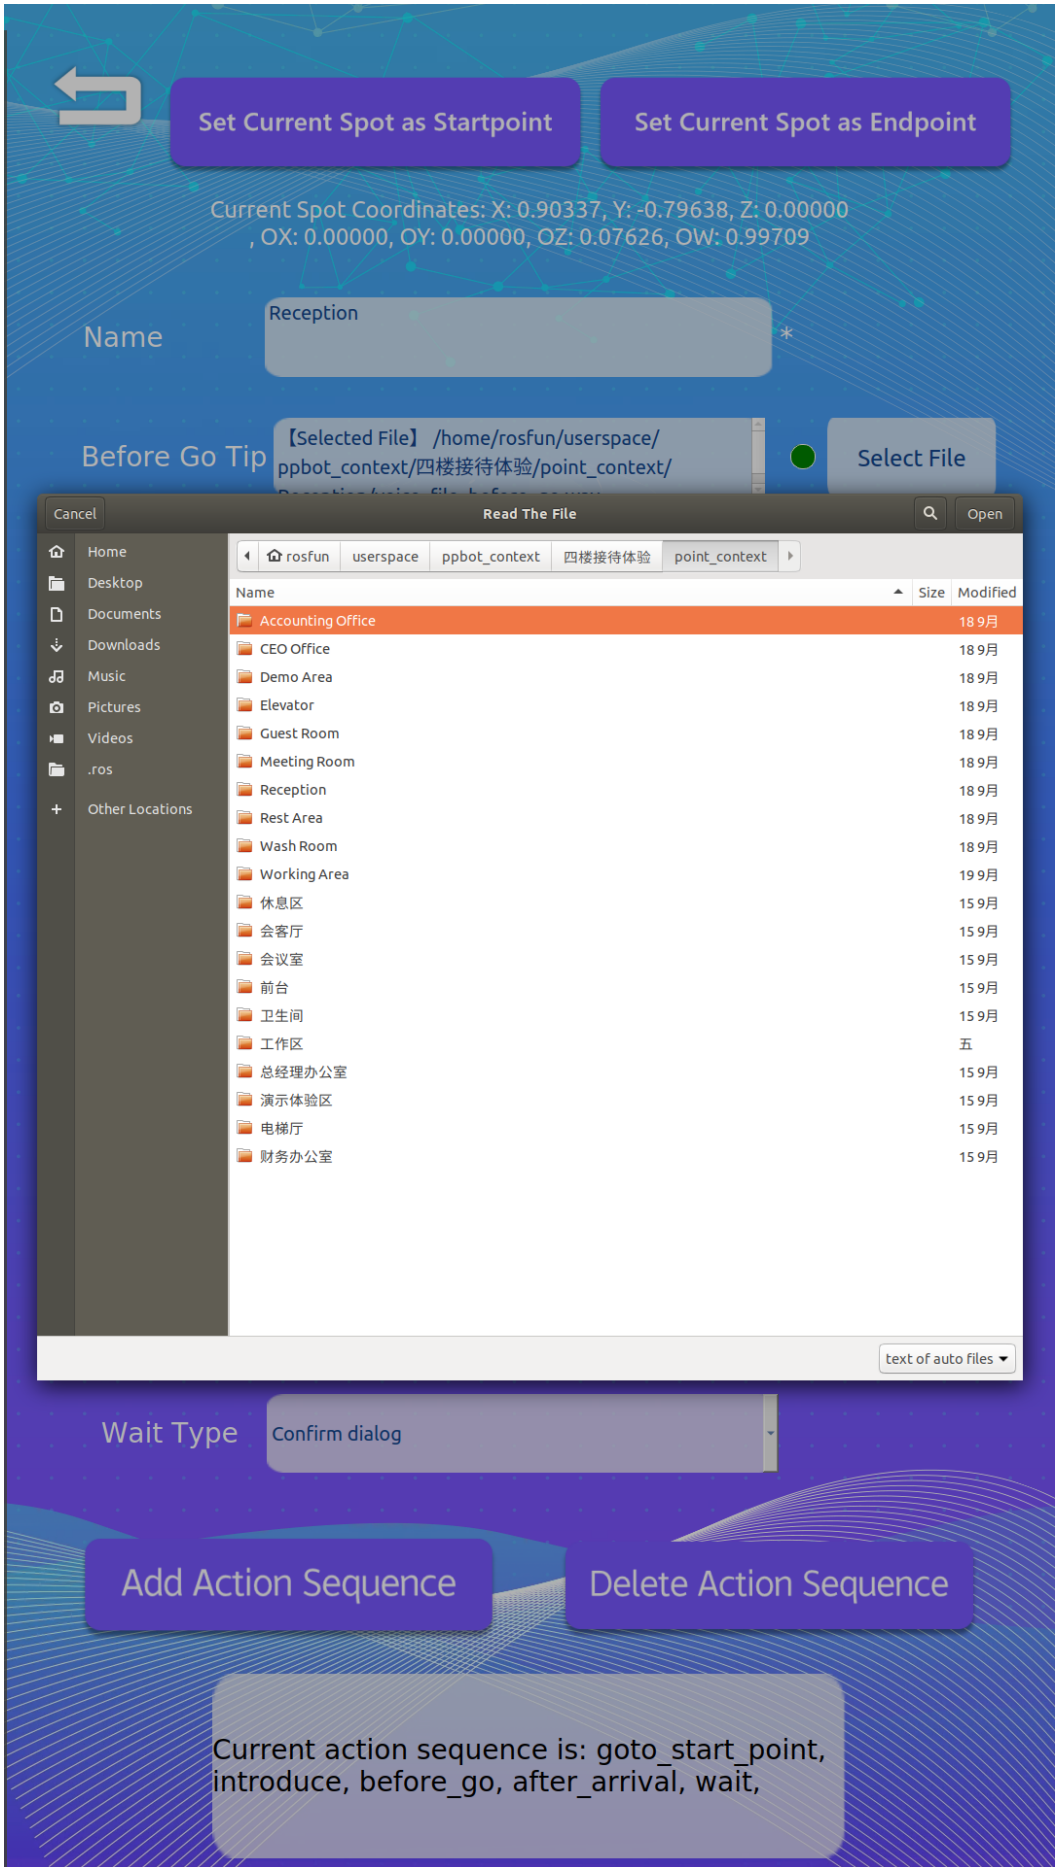 Set Current Spot as Startpoint
Set Current Spot as Endpoint
Current Spot Coordinates: X: 0.90337, Y: -0.79638, Z: 0.00000
, OX: 0.00000, OY: 0.00000, OZ: 0.07626, OW: 0.99709
Name
Reception
*
Before Go Tip
【Selected File】 /home/rosfun/userspace/
ppbot_context/四楼接待体验/point_context/
Select File
Cancel
Read The File
Open
Home
Desktop
Documents
Downloads
Music
Pictures
Videos
.ros
Other Locations
rosfun
userspace
ppbot_context
四楼接待体验
point_context
Name
Size
Modified
Accounting Office 18 9月
CEO Office 18 9月
Demo Area 18 9月
Elevator 18 9月
Guest Room 18 9月
Meeting Room 18 9月
Reception 18 9月
Rest Area 18 9月
Wash Room 18 9月
Working Area 19 9月
休息区 15 9月
会客厅 15 9月
会议室 15 9月
前台 15 9月
卫生间 15 9月
工作区 五
总经理办公室 15 9月
演示体验区 15 9月
电梯厅 15 9月
财务办公室 15 9月
text of auto files
Wait Type
Confirm dialog
Add Action Sequence
Delete Action Sequence
Current action sequence is: goto_start_point,
introduce, before_go, after_arrival, wait,